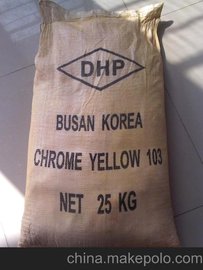 DHP
BUSAN KOREA
CHROME YELLOW 103
NET 25 KG
china.makepolo.com